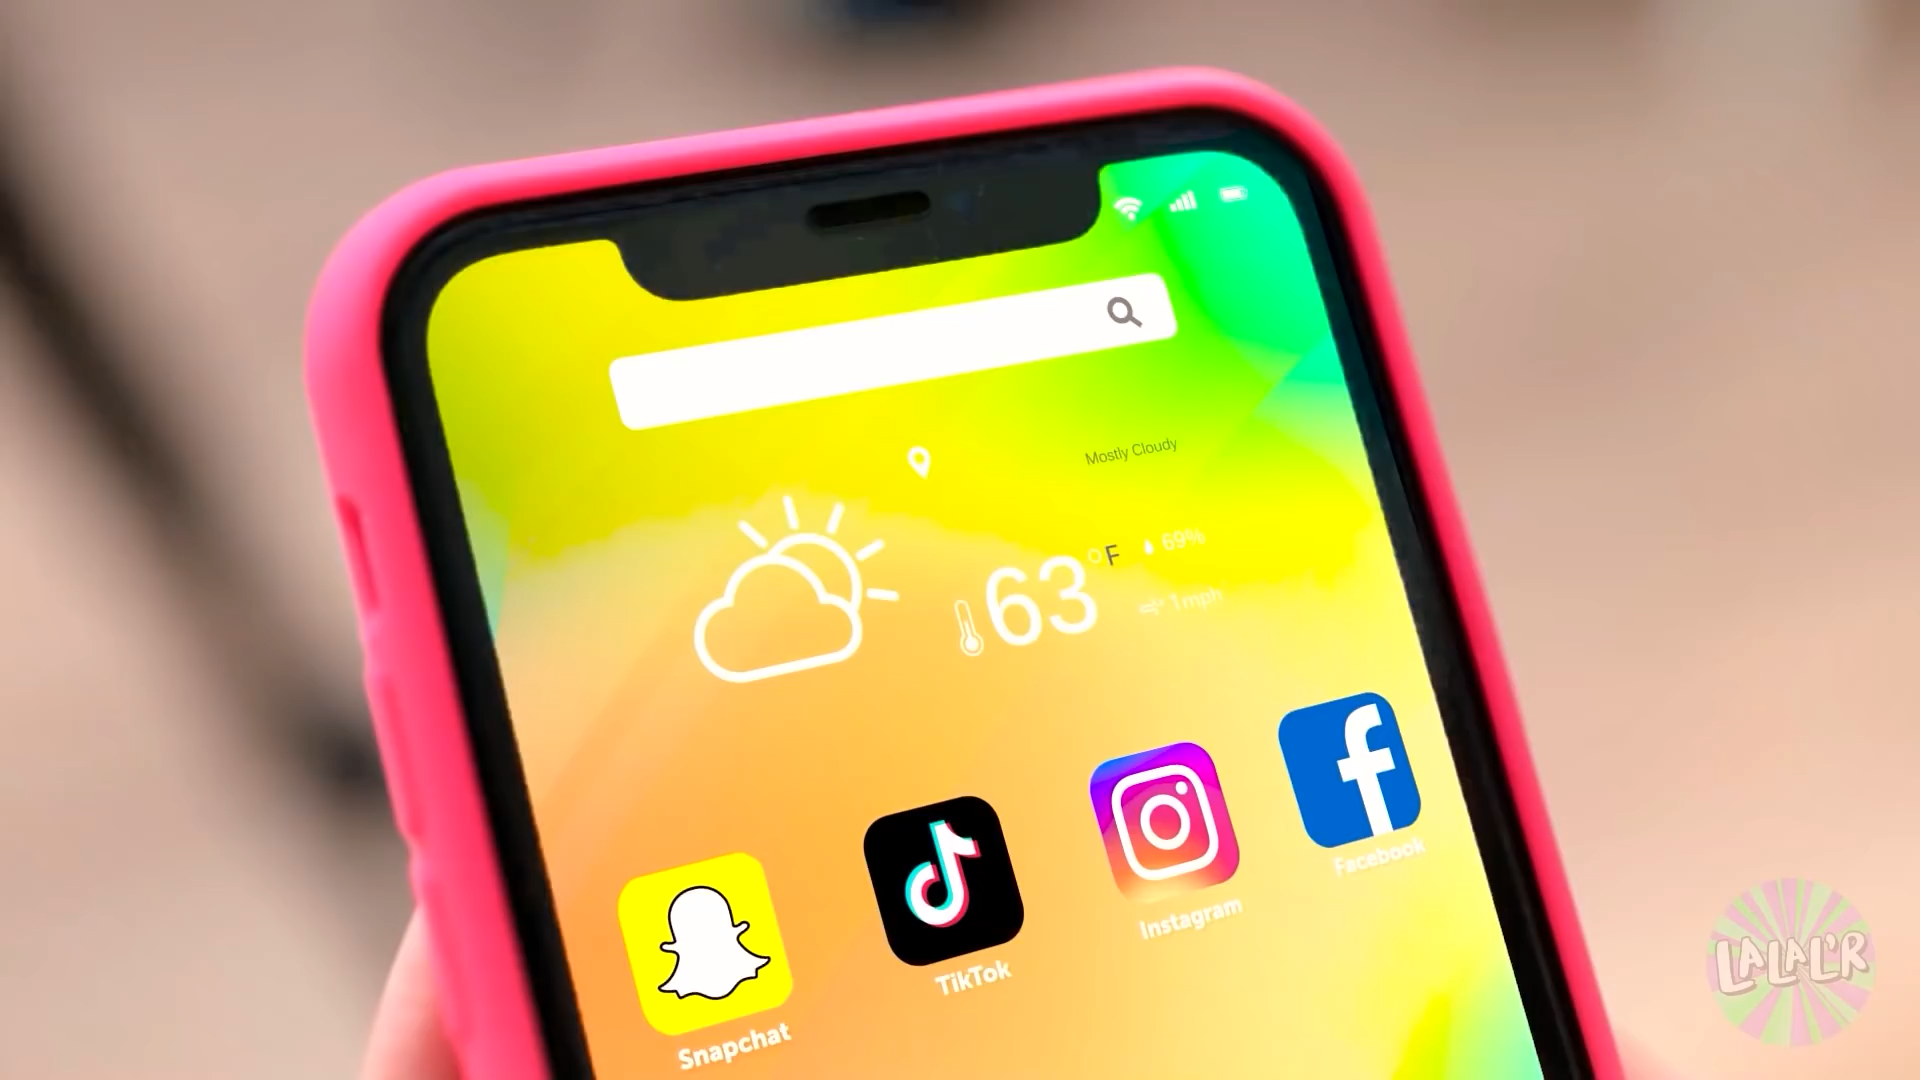 Mostly Cloudy
63°F
69%
1mph
Facebook
Instagram
TikTok
Snapchat
LALAL'R